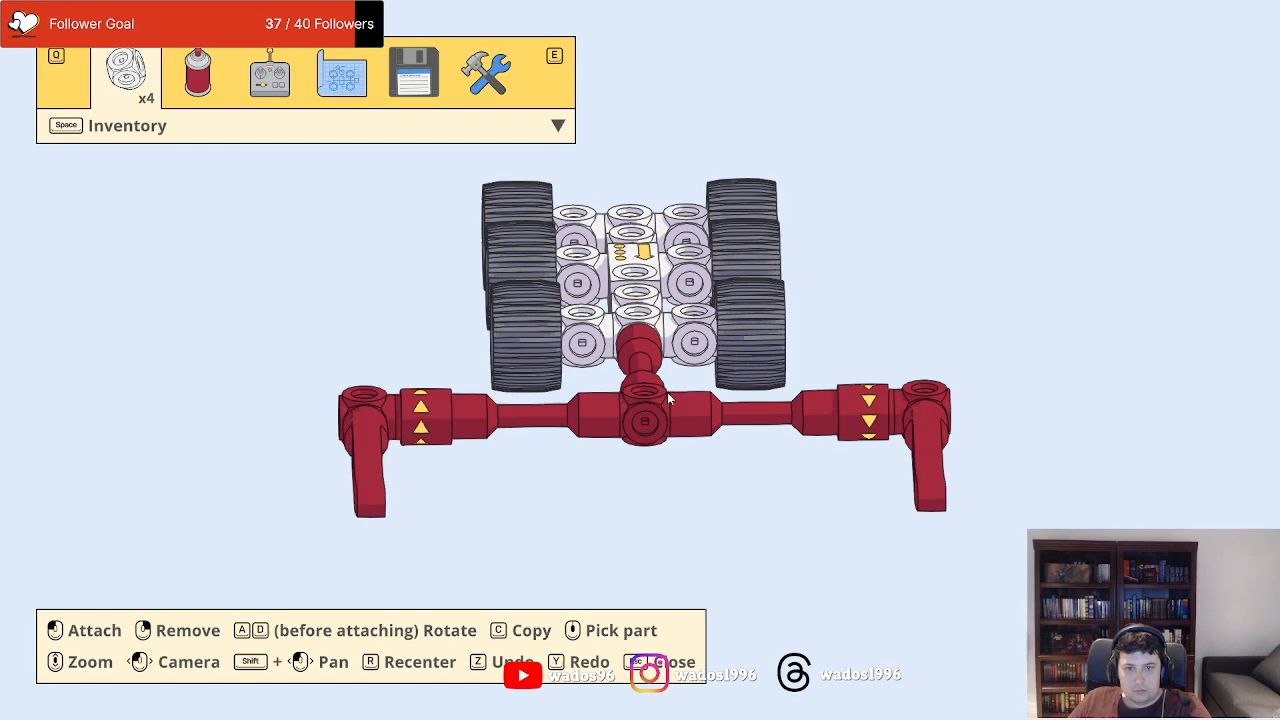 Follower Goal 37 / 40 Followers
Q E
x4
Space Inventory
Attach Remove A D (before attaching) Rotate C Copy Pick part
Zoom Camera Shift + Pan R Recenter Z Undo Y Redo Close
wados96 wados1996 wados1996